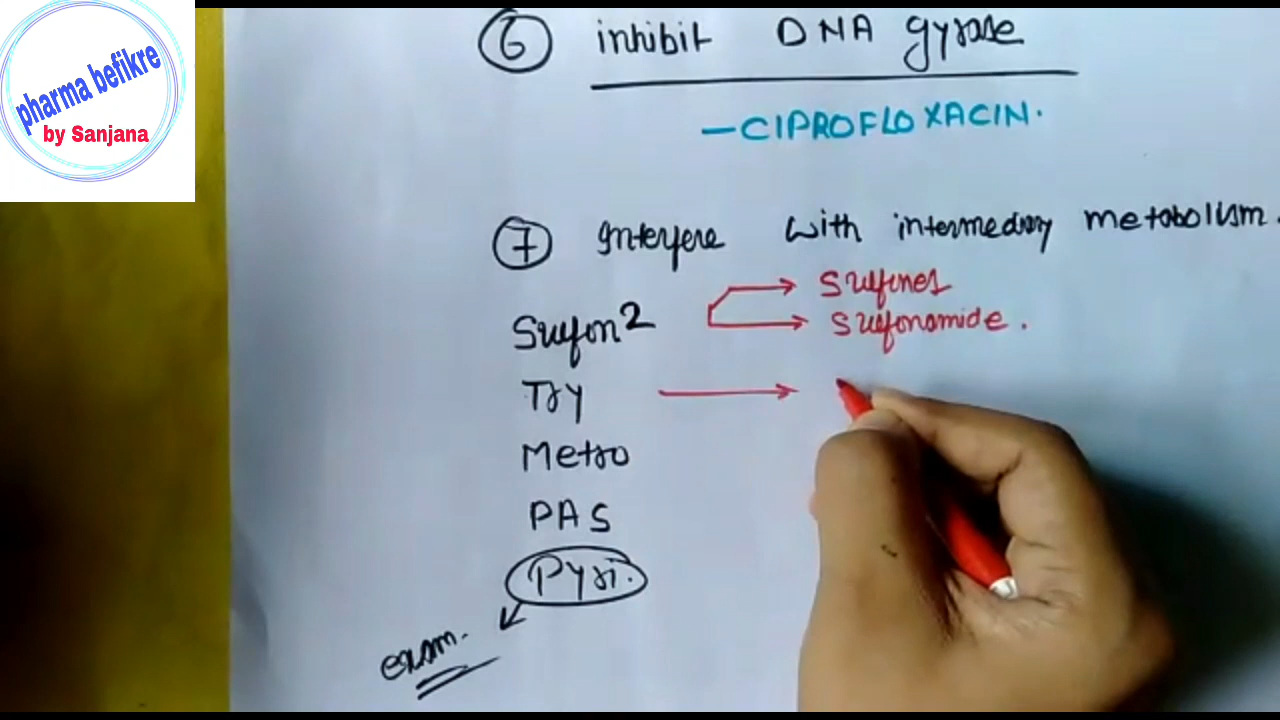 pharma befikre
by Sanjana
6 inhibit DNA gyrase
- CIPROFLOXACIN.
7 Interfere with intermediary metabolism.
Sulfon2
Sulfones
Sulfonamide.
Try
Metro
PAS
Pyri.
exam.